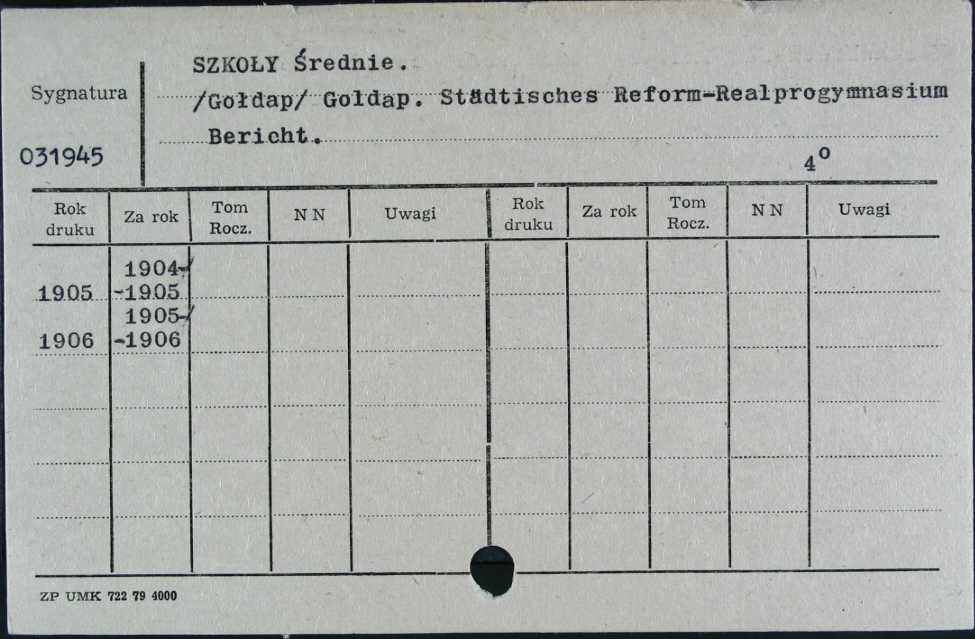 SZKOŁY Średnie.
Sygnatura
/Gołdap/ Goldap. Städtisches Reform-Realprogymnasium
Bericht.
031945
4°
Rok druku Za rok Tom Rocz. N N Uwagi Rok druku Za rok Tom Rocz. N N Uwagi
1904-/
1905 -1905
1905-/
1906 -1906
ZP UMK 722 79 4000